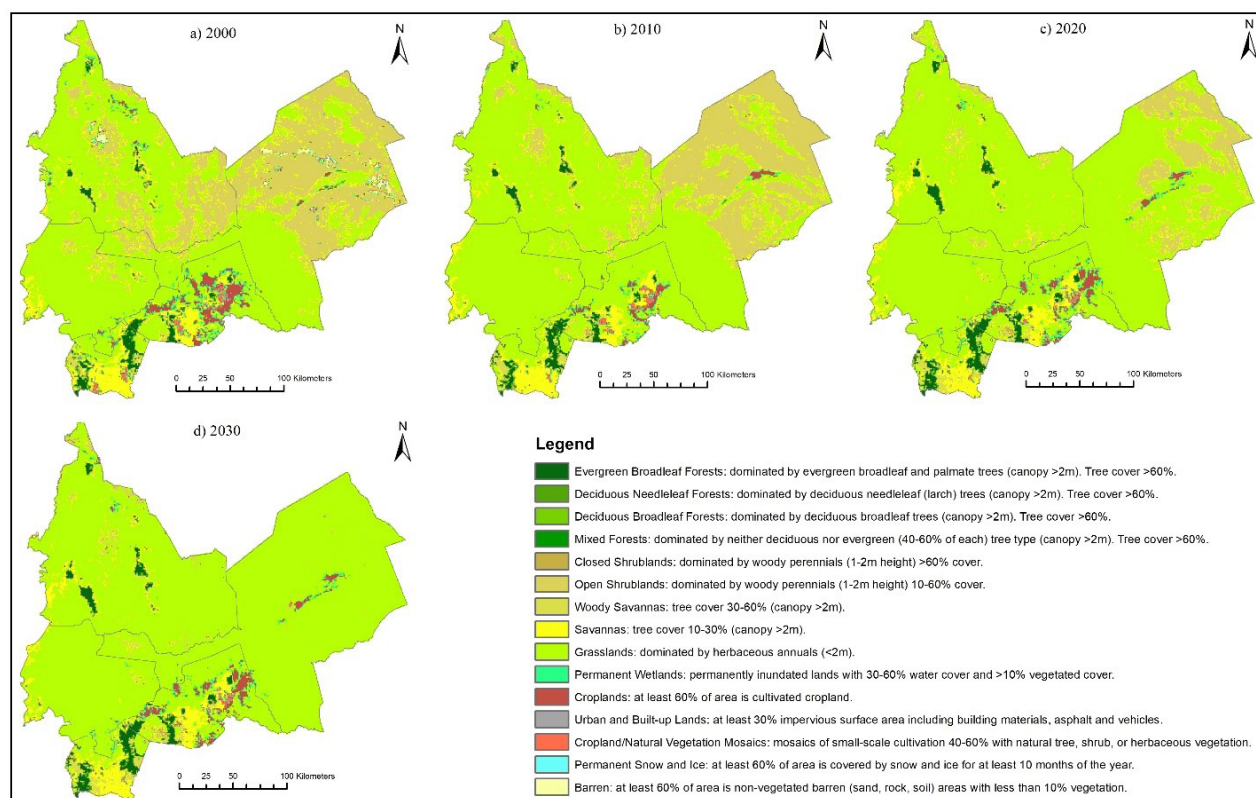 a) 2000
N
0 25 50 100 Kilometers
b) 2010
N
0 25 50 100 Kilometers
c) 2020
N
0 25 50 100 Kilometers
d) 2030
N
0 25 50 100 Kilometers
Legend
Evergreen Broadleaf Forests: dominated by evergreen broadleaf and palmate trees (canopy >2m). Tree cover >60%.
Deciduous Needleleaf Forests: dominated by deciduous needleleaf (larch) trees (canopy >2m). Tree cover >60%.
Deciduous Broadleaf Forests: dominated by deciduous broadleaf trees (canopy >2m). Tree cover >60%.
Mixed Forests: dominated by neither deciduous nor evergreen (40-60% of each) tree type (canopy >2m). Tree cover >60%.
Closed Shrublands: dominated by woody perennials (1-2m height) >60% cover.
Open Shrublands: dominated by woody perennials (1-2m height) 10-60% cover.
Woody Savannas: tree cover 30-60% (canopy >2m).
Savannas: tree cover 10-30% (canopy >2m).
Grasslands: dominated by herbaceous annuals (<2m).
Permanent Wetlands: permanently inundated lands with 30-60% water cover and >10% vegetated cover.
Croplands: at least 60% of area is cultivated cropland.
Urban and Built-up Lands: at least 30% impervious surface area including building materials, asphalt and vehicles.
Cropland/Natural Vegetation Mosaics: mosaics of small-scale cultivation 40-60% with natural tree, shrub, or herbaceous vegetation.
Permanent Snow and Ice: at least 60% of area is covered by snow and ice for at least 10 months of the year.
Barren: at least 60% of area is non-vegetated barren (sand, rock, soil) areas with less than 10% vegetation.